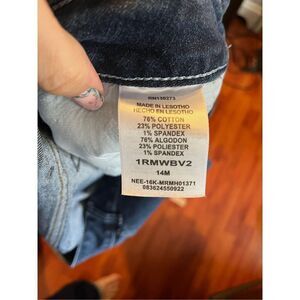 MADE IN LESOTHO
HECHO EN LESOTHO
76% COTTON
23% POLYESTER
1% SPANDEX
76% ALGODON
23% POLIESTER
1% SPANDEX
1RMWBV2
14M
NEE-16K-MRMH01371
083624550922